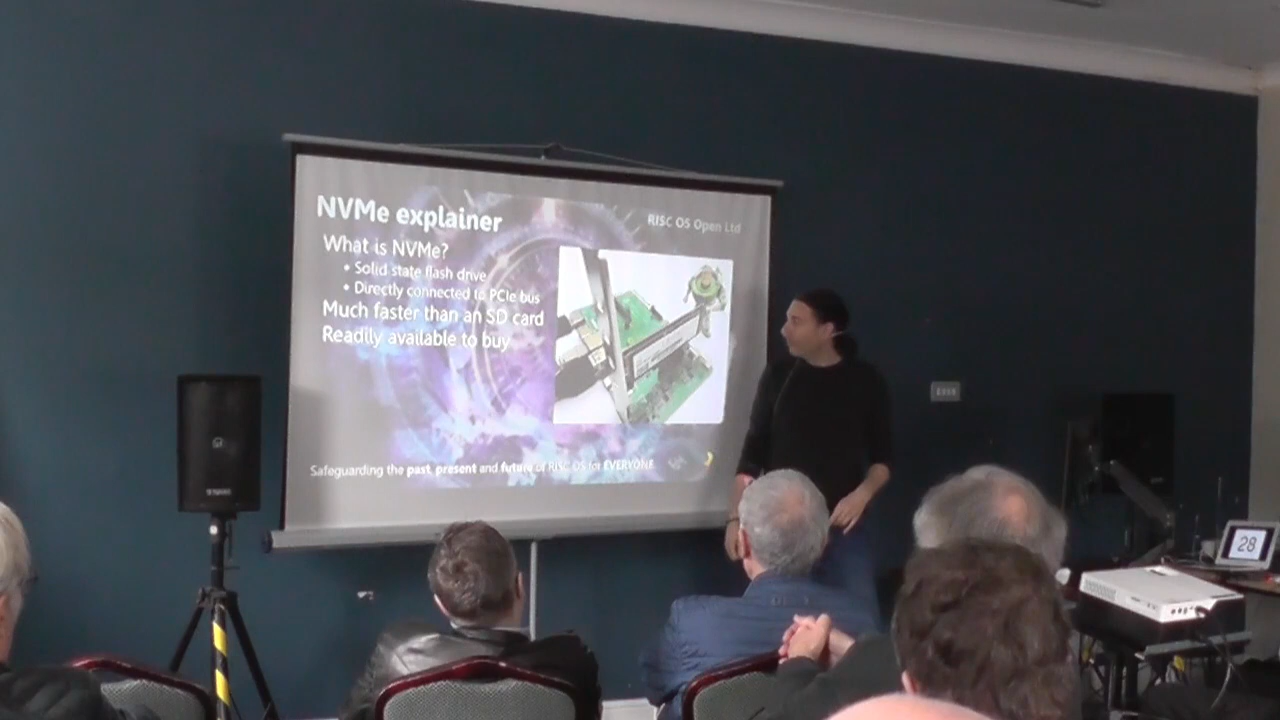 NVMe explainer
RISC OS Open Ltd
What is NVMe?
• Solid state flash drive
• Directly connected to PCIe bus
Much faster than an SD card
Readily available to buy
Safeguarding the past, present and future of RISC OS for EVERYONE
28